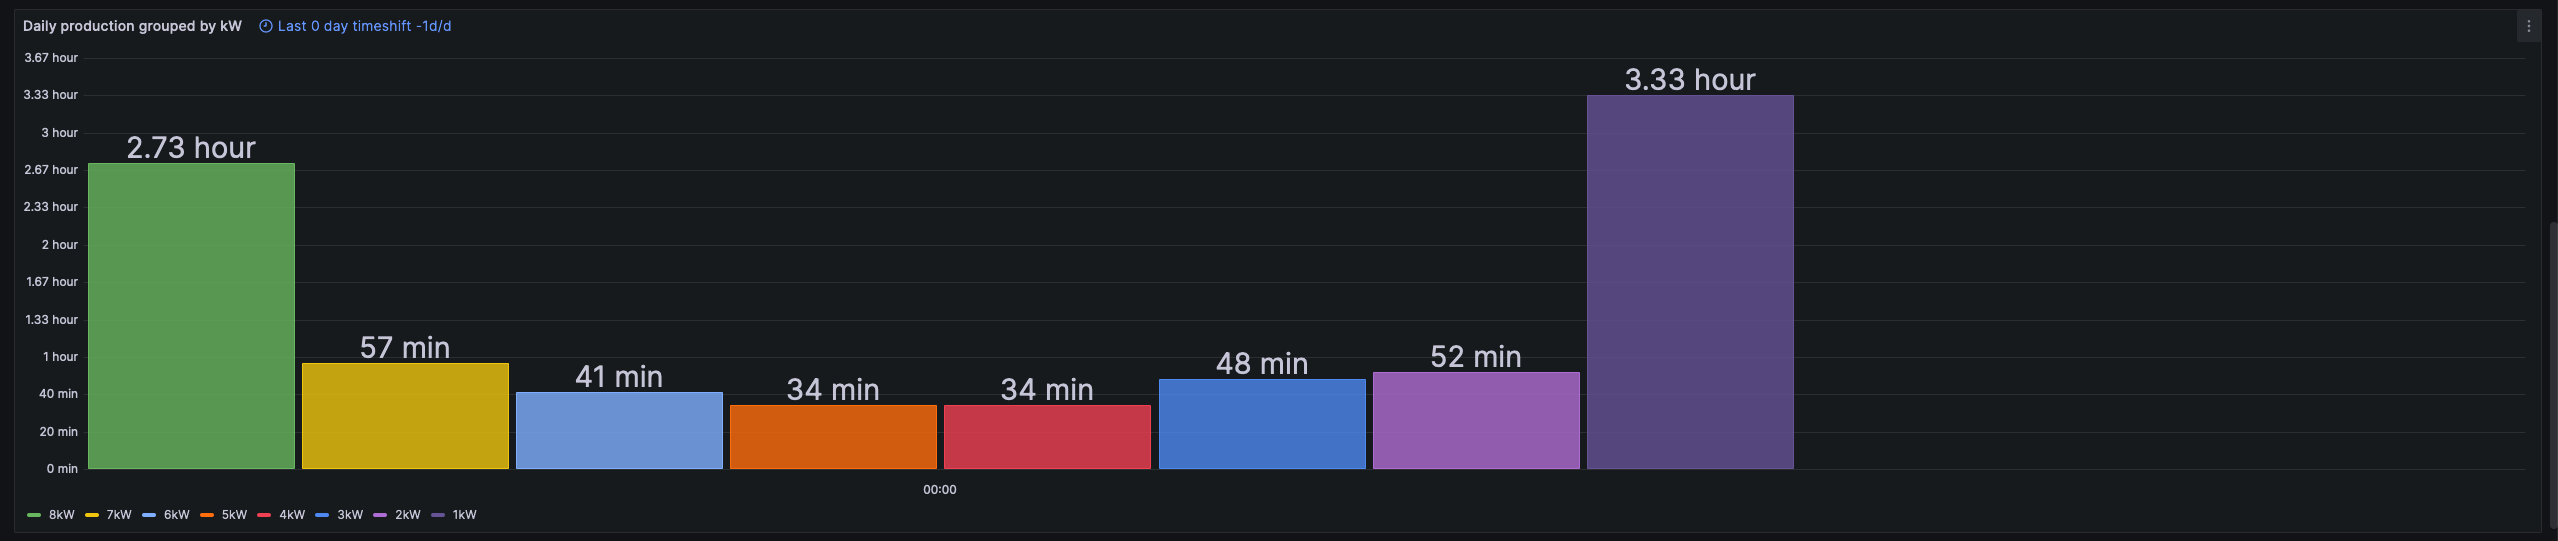 Daily production grouped by kW Last 0 day timeshift -1d/d
3.67 hour
3.33 hour
3 hour
2.67 hour
2.33 hour
2 hour
1.67 hour
1.33 hour
1 hour
40 min
20 min
0 min
2.73 hour
57 min
41 min
34 min
34 min
48 min
52 min
3.33 hour
00:00
8kW 7kW 6kW 5kW 4kW 3kW 2kW 1kW